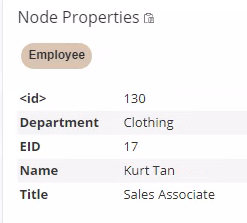 Node Properties
Employee
<id> 130
Department Clothing
EID 17
Name Kurt Tan
Title Sales Associate